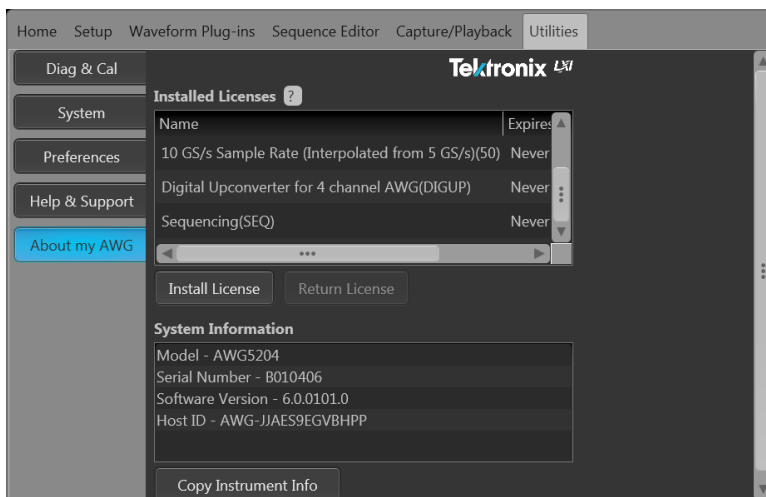 Home Setup Waveform Plug-ins Sequence Editor Capture/Playback Utilities
Diag & Cal
System
Preferences
Help & Support
About my AWG
Tektronix LXI
Installed Licenses ?
Name Expires
10 GS/s Sample Rate (Interpolated from 5 GS/s)(50) Never
Digital Upconverter for 4 channel AWG(DIGUP) Never
Sequencing(SEQ) Never
Install License Return License
System Information
Model - AWG5204
Serial Number - B010406
Software Version - 6.0.0101.0
Host ID - AWG-JJAES9EGVBHPP
Copy Instrument Info